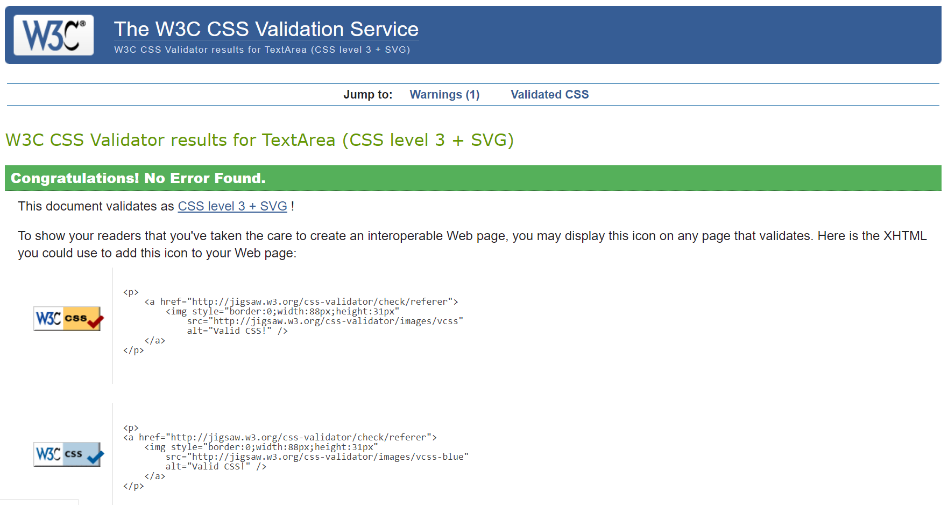 W3C®
The W3C CSS Validation Service
W3C CSS Validator results for TextArea (CSS level 3 + SVG)
Jump to: Warnings (1) Validated CSS
W3C CSS Validator results for TextArea (CSS level 3 + SVG)
Congratulations! No Error Found.
This document validates as CSS level 3 + SVG !
To show your readers that you've taken the care to create an interoperable Web page, you may display this icon on any page that validates. Here is the XHTML
you could use to add this icon to your Web page:
W3C css
<p>
<a href="http://jigsaw.w3.org/css-validator/check/referer">
<img style="border:0;width:88px;height:31px"
src="http://jigsaw.w3.org/css-validator/images/vcss"
alt="Valid CSS!" />
</a>
</p>
W3C css
<p>
<a href="http://jigsaw.w3.org/css-validator/check/referer">
<img style="border:0;width:88px;height:31px"
src="http://jigsaw.w3.org/css-validator/images/vcss-blue"
alt="Valid CSS!" />
</a>
</p>